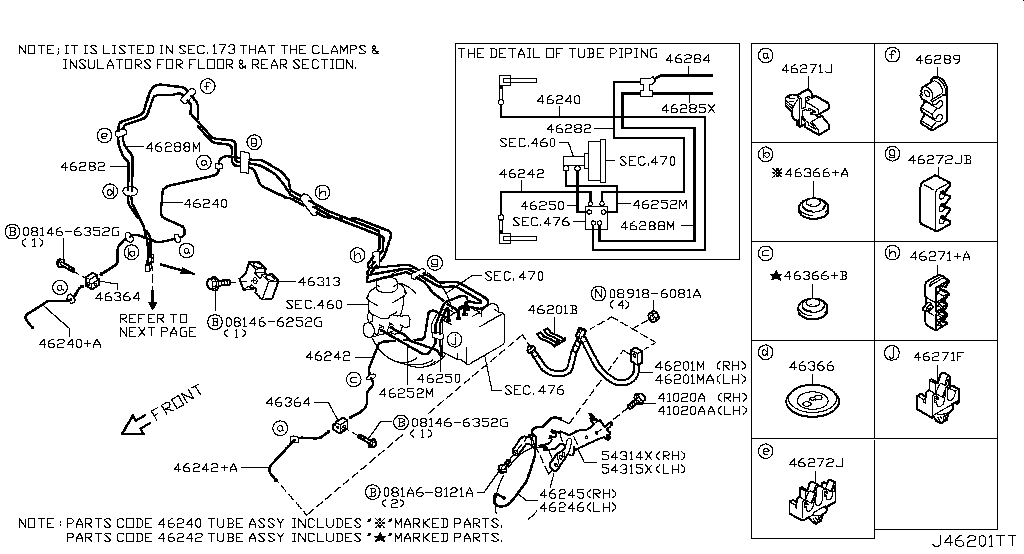 NOTE; IT IS LISTED IN SEC.173 THAT THE CLAMPS &
INSULATORS FOR FLOOR & REAR SECTION.
f
e
46288M
46282
a
g
d
46240
h
B08146-6352G
(1)
b
a
46364
a
46240+A
REFER TO
NEXT PAGE
46313
B08146-6252G
(1)
h
g
SEC.470
SEC.460
J
46242
46250
46252M
SEC.476
c
46364
a
B08146-6352G
(1)
46242+A
FRONT
THE DETAIL OF TUBE PIPING
46284
46240
46285X
46282
SEC.460
SEC.470
46242
46250
46252M
SEC.476
46288M
N08918-6081A
(4)
46201B
46201M (RH)
46201MA(LH)
41020A (RH)
41020AA(LH)
54314X(RH)
54315X(LH)
B081A6-8121A
(2)
46245(RH)
46246(LH)
a
46271J
f
46289
b
※46366+A
g
46272JB
c
★46366+B
h
46271+A
d
46366
J
46271F
e
46272J
NOTE : PARTS CODE 46240 TUBE ASSY INCLUDES "※"MARKED PARTS.
PARTS CODE 46242 TUBE ASSY INCLUDES "★"MARKED PARTS.
J46201TT